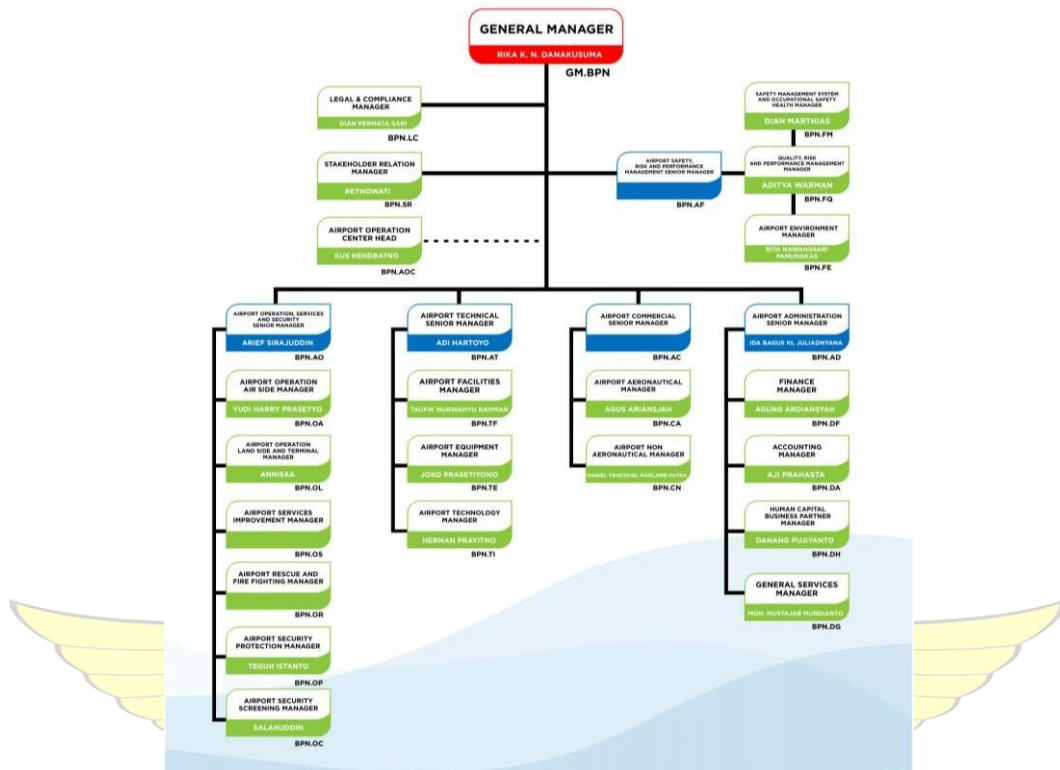 GENERAL MANAGER
RIKA K. N. DANAKUSUMA
GM.BPN
LEGAL & COMPLIANCE
MANAGER
DIAN PERMATA SARI
BPN.LC
STAKEHOLDER RELATION
MANAGER
RETNOWATI
BPN.SR
AIRPORT OPERATION
CENTER HEAD
KUS HENDRATNO
BPN.AOC
SAFETY MANAGEMENT SYSTEM
AND OCCUPATIONAL SAFETY
HEALTH MANAGER
DIAN MARTHIAS
BPN.FM
AIRPORT SAFETY,
RISK AND PERFORMANCE
MANAGEMENT SENIOR MANAGER
BPN.AF
QUALITY, RISK
AND PERFORMANCE MANAGEMENT
MANAGER
ADITYA WARMAN
BPN.FQ
AIRPORT ENVIRONMENT
MANAGER
RITA NAWANGSARI
PAMUNGKAS
BPN.FE
AIRPORT OPERATION, SERVICES
AND SECURITY
SENIOR MANAGER
ARIEF SIRAJUDDIN
BPN.AO
AIRPORT OPERATION
AIR SIDE MANAGER
YUDI HARRY PRASETYO
BPN.OA
AIRPORT OPERATION
LAND SIDE AND TERMINAL
MANAGER
ANNISAA
BPN.OL
AIRPORT SERVICES
IMPROVEMENT MANAGER
BPN.OS
AIRPORT RESCUE AND
FIRE FIGHTING MANAGER
BPN.OR
AIRPORT SECURITY
PROTECTION MANAGER
TEGUH ISTANTO
BPN.OP
AIRPORT SECURITY
SCREENING MANAGER
SALAHUDDIN
BPN.OC
AIRPORT TECHNICAL
SENIOR MANAGER
ADI HARTOYO
BPN.AT
AIRPORT FACILITIES
MANAGER
TAUFIK NURWAHYU RAHMAN
BPN.TF
AIRPORT EQUIPMENT
MANAGER
JOKO PRASETIYONO
BPN.TE
AIRPORT TECHNOLOGY
MANAGER
HERMAN PRAYITNO
BPN.TI
AIRPORT COMMERCIAL
SENIOR MANAGER
BPN.AC
AIRPORT AERONAUTICAL
MANAGER
AGUS ARIANSJAH
BPN.CA
AIRPORT NON
AERONAUTICAL MANAGER
DANIEL PUTRA
BPN.CN
AIRPORT ADMINISTRATION
SENIOR MANAGER
IDA BAGUS KT. JULIADNYANA
BPN.AD
FINANCE
MANAGER
AGUNG ARDIANSYAH
BPN.DF
ACCOUNTING
MANAGER
AJI PRAHASTA
BPN.DA
HUMAN CAPITAL
BUSINESS PARTNER
MANAGER
DANANG PUJIYANTO
BPN.DH
GENERAL SERVICES
MANAGER
MOH. MUSTAJAB MURDIANTO
BPN.DG